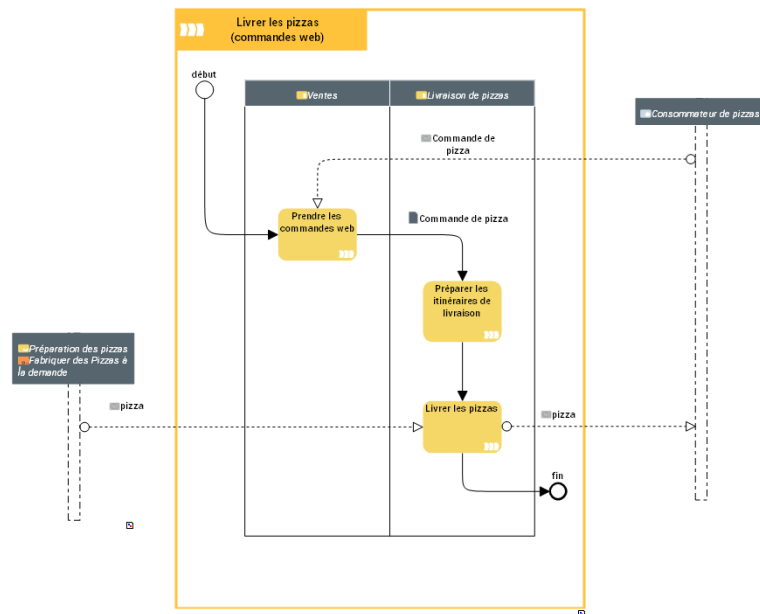 Livrer les pizzas
(commandes web)
début
Ventes
Livraison de pizzas
Consommateur de pizzas
Commande de
pizza
Prendre les
commandes web
Commande de pizza
Préparer les
itinéraires de
livraison
Préparation des pizzas
Fabriquer des Pizzas à
la demande
pizza
Livrer les pizzas
pizza
fin